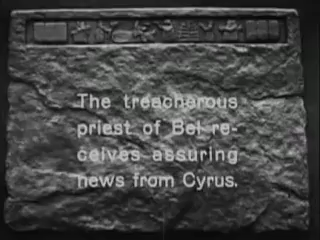 The treacherous
priest of Bel re-
ceives assuring
news from Cyrus.